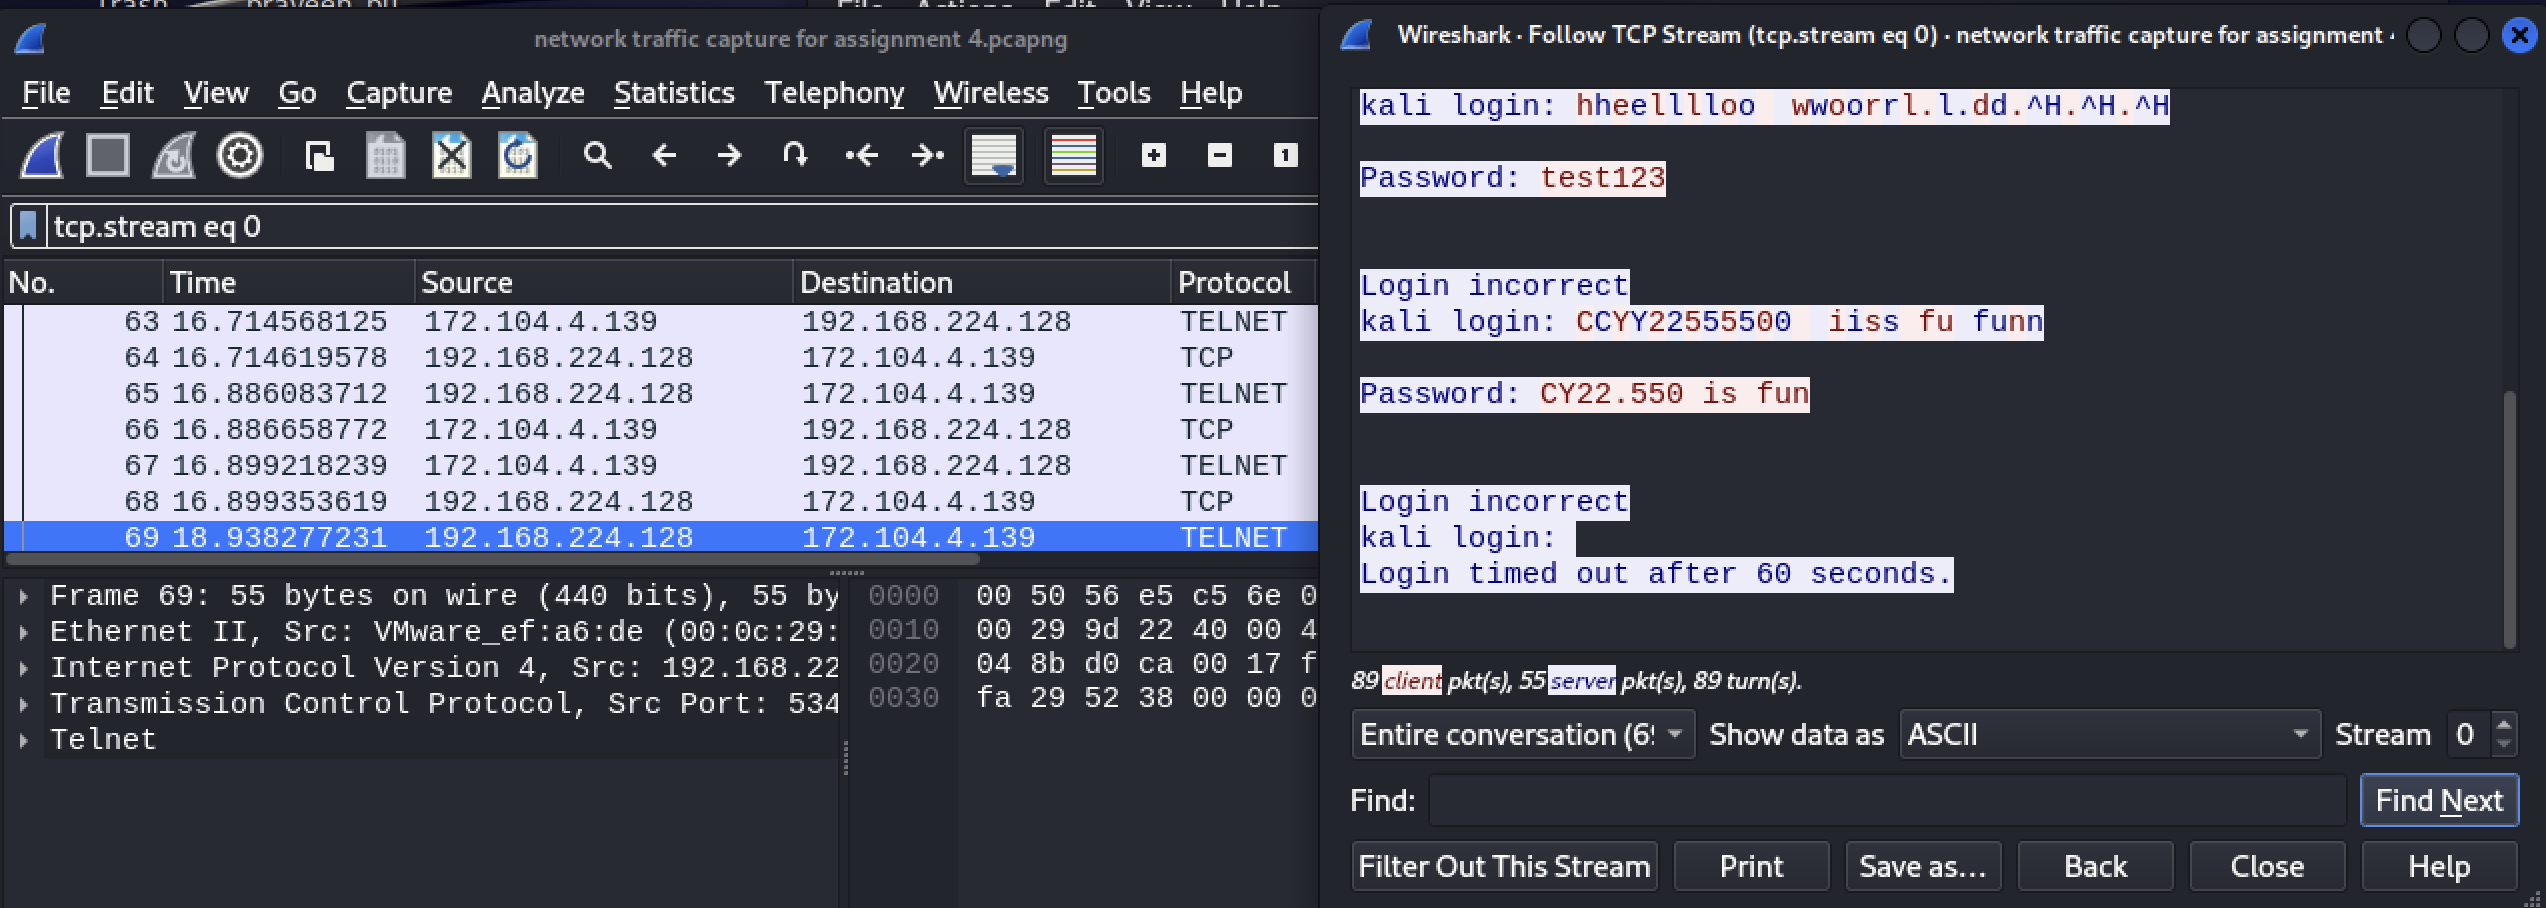 network traffic capture for assignment 4.pcapng
File Edit View Go Capture Analyze Statistics Telephony Wireless Tools Help
tcp.stream eq 0
No. Time Source Destination Protocol
63 16.714568125 172.104.4.139 192.168.224.128 TELNET
64 16.714619578 192.168.224.128 172.104.4.139 TCP
65 16.886083712 192.168.224.128 172.104.4.139 TELNET
66 16.886658772 172.104.4.139 192.168.224.128 TCP
67 16.899218239 172.104.4.139 192.168.224.128 TELNET
68 16.899353619 192.168.224.128 172.104.4.139 TCP
69 18.938277231 192.168.224.128 172.104.4.139 TELNET
Frame 69: 55 bytes on wire (440 bits), 55 by
Ethernet II, Src: VMware_ef:a6:de (00:0c:29:
Internet Protocol Version 4, Src: 192.168.22
Transmission Control Protocol, Src Port: 534
Telnet
0000 00 50 56 e5 c5 6e 0
0010 00 29 9d 22 40 00 4
0020 04 8b d0 ca 00 17 f
0030 fa 29 52 38 00 00 0
Wireshark · Follow TCP Stream (tcp.stream eq 0) · network traffic capture for assignment
kali login: hheelllloo  wwoorrl.l.dd.^H.^H.^H
Password: test123
Login incorrect
kali login: CCYY22555500  iiss fu funn
Password: CY22.550 is fun
Login incorrect
kali login:
Login timed out after 60 seconds.
89 client pkt(s), 55 server pkt(s), 89 turn(s).
Entire conversation (69 Show data as ASCII Stream 0
Find: Find Next
Filter Out This Stream Print Save as... Back Close Help